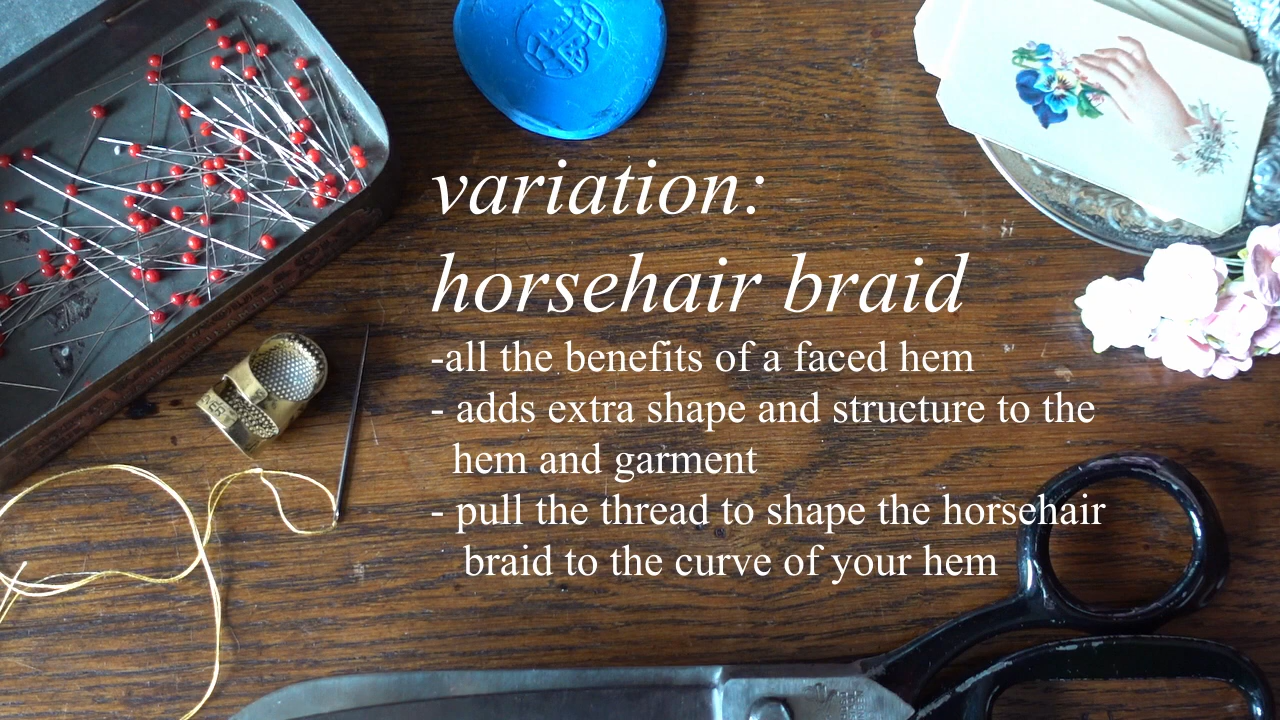 variation:
horsehair braid
-all the benefits of a faced hem
- adds extra shape and structure to the
hem and garment
- pull the thread to shape the horsehair
braid to the curve of your hem